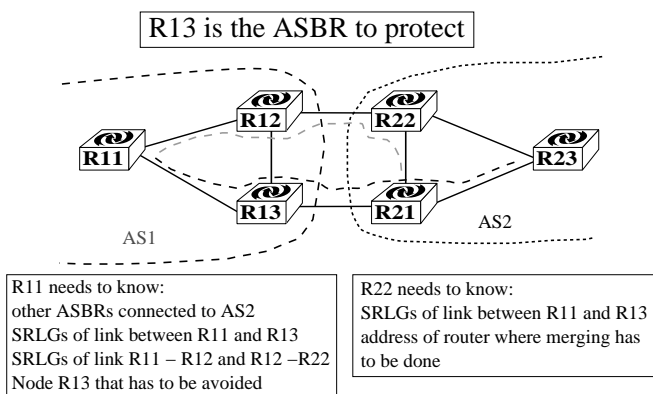 R13 is the ASBR to protect
R12
R22
R11
R23
R13
R21
AS1
AS2
R11 needs to know:
other ASBRs connected to AS2
SRLGs of link between R11 and R13
SRLGs of link R11 – R12 and R12 –R22
Node R13 that has to be avoided
R22 needs to know:
SRLGs of link between R11 and R13
address of router where merging has
to be done